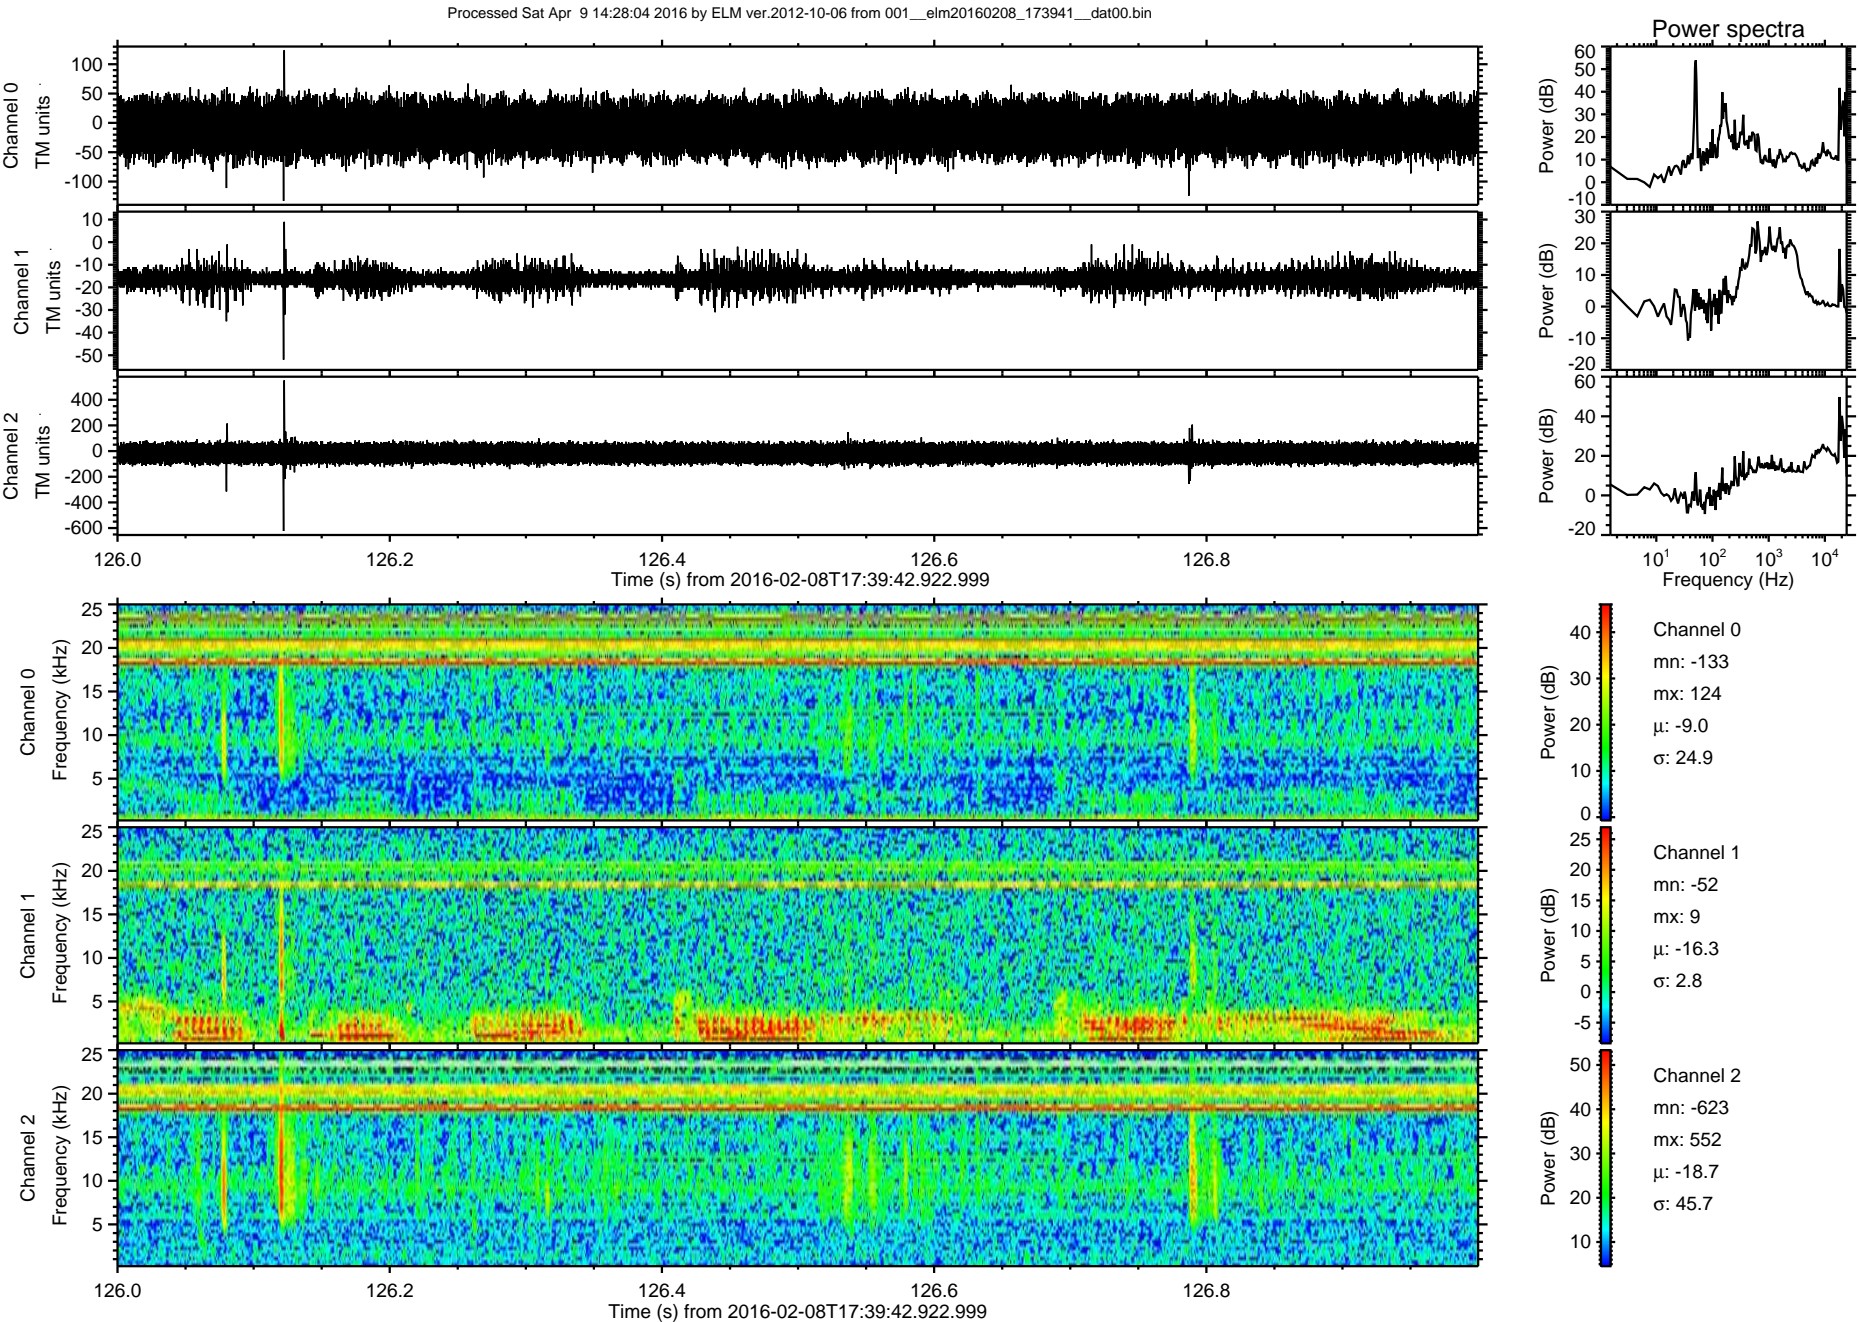 Processed Sat Apr  9 14:28:04 2016 by ELM ver.2012-10-06 from 001__elm20160208_173941__dat00.bin
Power spectra
Channel 0
TM units
100
50
0
-50
-100
Power (dB)
60
50
40
30
20
10
0
-10
Channel 1
TM units
10
0
-10
-20
-30
-40
-50
Power (dB)
30
20
10
0
-10
-20
Channel 2
TM units
400
200
0
-200
-400
-600
Power (dB)
60
40
20
0
-20
126.0 126.2 126.4 126.6 126.8
Time (s) from 2016-02-08T17:39:42.922.999
10^1 10^2 10^3 10^4
Frequency (Hz)
Channel 0
Frequency (kHz)
25
20
15
10
5
Power (dB)
40
30
20
10
0
Channel 0
mn: -133
mx: 124
μ: -9.0
σ: 24.9
Channel 1
Frequency (kHz)
25
20
15
10
5
Power (dB)
25
20
15
10
5
0
-5
Channel 1
mn: -52
mx: 9
μ: -16.3
σ: 2.8
Channel 2
Frequency (kHz)
25
20
15
10
5
Power (dB)
50
40
30
20
10
Channel 2
mn: -623
mx: 552
μ: -18.7
σ: 45.7
126.0 126.2 126.4 126.6 126.8
Time (s) from 2016-02-08T17:39:42.922.999